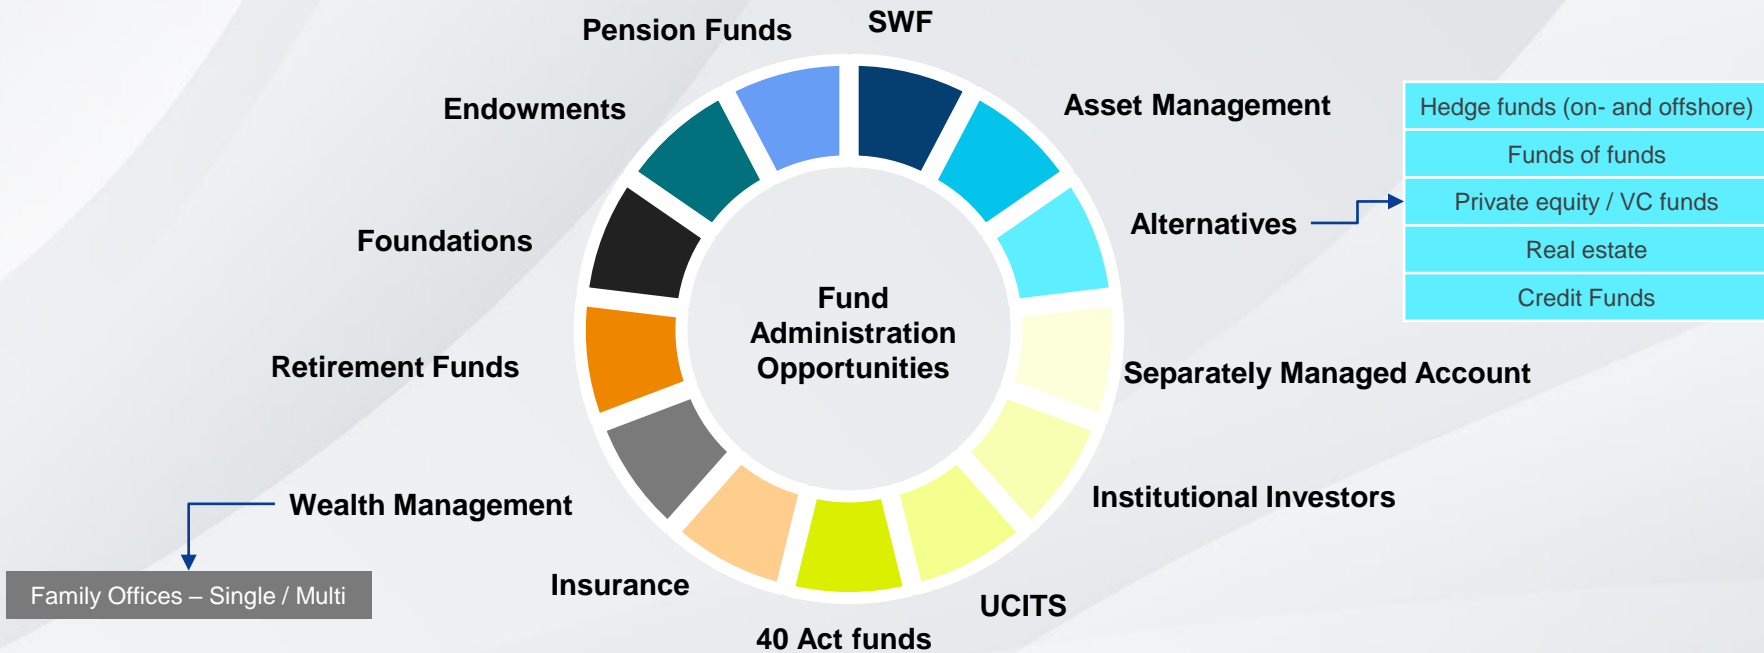 Pension Funds
SWF
Endowments
Asset Management
Hedge funds (on- and offshore)
Funds of funds
Private equity / VC funds
Real estate
Credit Funds
Foundations
Alternatives
Fund
Administration
Opportunities
Retirement Funds
Separately Managed Account
Wealth Management
Institutional Investors
Family Offices – Single / Multi
Insurance
UCITS
40 Act funds